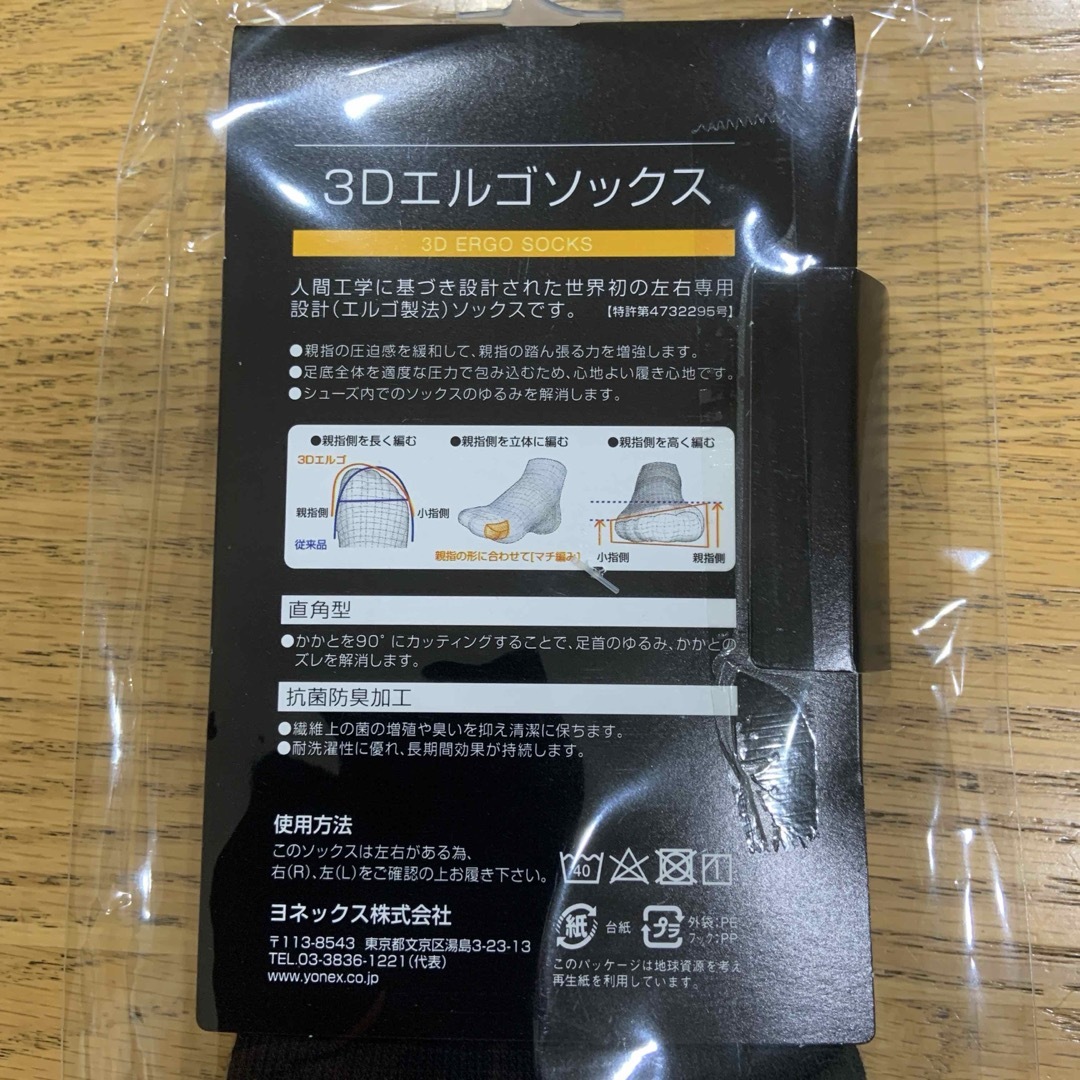 3Dエルゴソックス
3D ERGO SOCKS
人間工学に基づき設計された世界初の左右専用
設計(エルゴ製法)ソックスです。 【特許第4732295号】
●親指の圧迫感を緩和して、親指の踏ん張る力を増強します。
●足底全体を適度な圧力で包み込むため、心地よい履き心地です。
●シューズ内でのソックスのゆるみを解消します。
●親指側を長く編む ●親指側を立体に編む ●親指側を高く編む
3Dエルゴ
親指側 小指側
従来品
親指の形に合わせて[マチ編み]
小指側 親指側
直角型
●かかとを90°にカッティングすることで、足首のゆるみ、かかとの
ズレを解消します。
抗菌防臭加工
●繊維上の菌の増殖や臭いを抑え清潔に保ちます。
●耐洗濯性に優れ、長期間効果が持続します。
使用方法
このソックスは左右がある為、
右(R)、左(L)をご確認の上お履き下さい。
40
ヨネックス株式会社
〒113-8543 東京都文京区湯島3-23-13
TEL.03-3836-1221(代表)
www.yonex.co.jp
紙 台紙 プラ 外袋:PE
フック:PP
このパッケージは地球資源を考え
再生紙を利用しています。